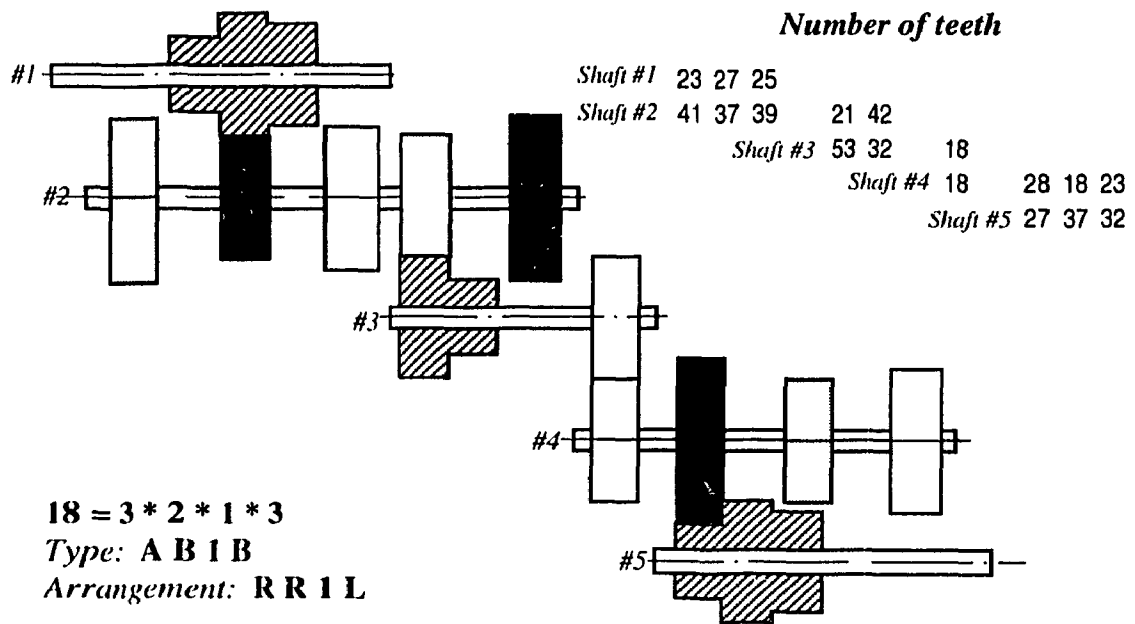 Number of teeth
Shaft #1 23 27 25
Shaft #2 41 37 39 21 42
Shaft #3 53 32 18
Shaft #4 18 28 18 23
Shaft #5 27 37 32
#1
#2
#3
#4
#5
18 = 3 * 2 * 1 * 3
Type: A B 1 B
Arrangement: R R 1 L